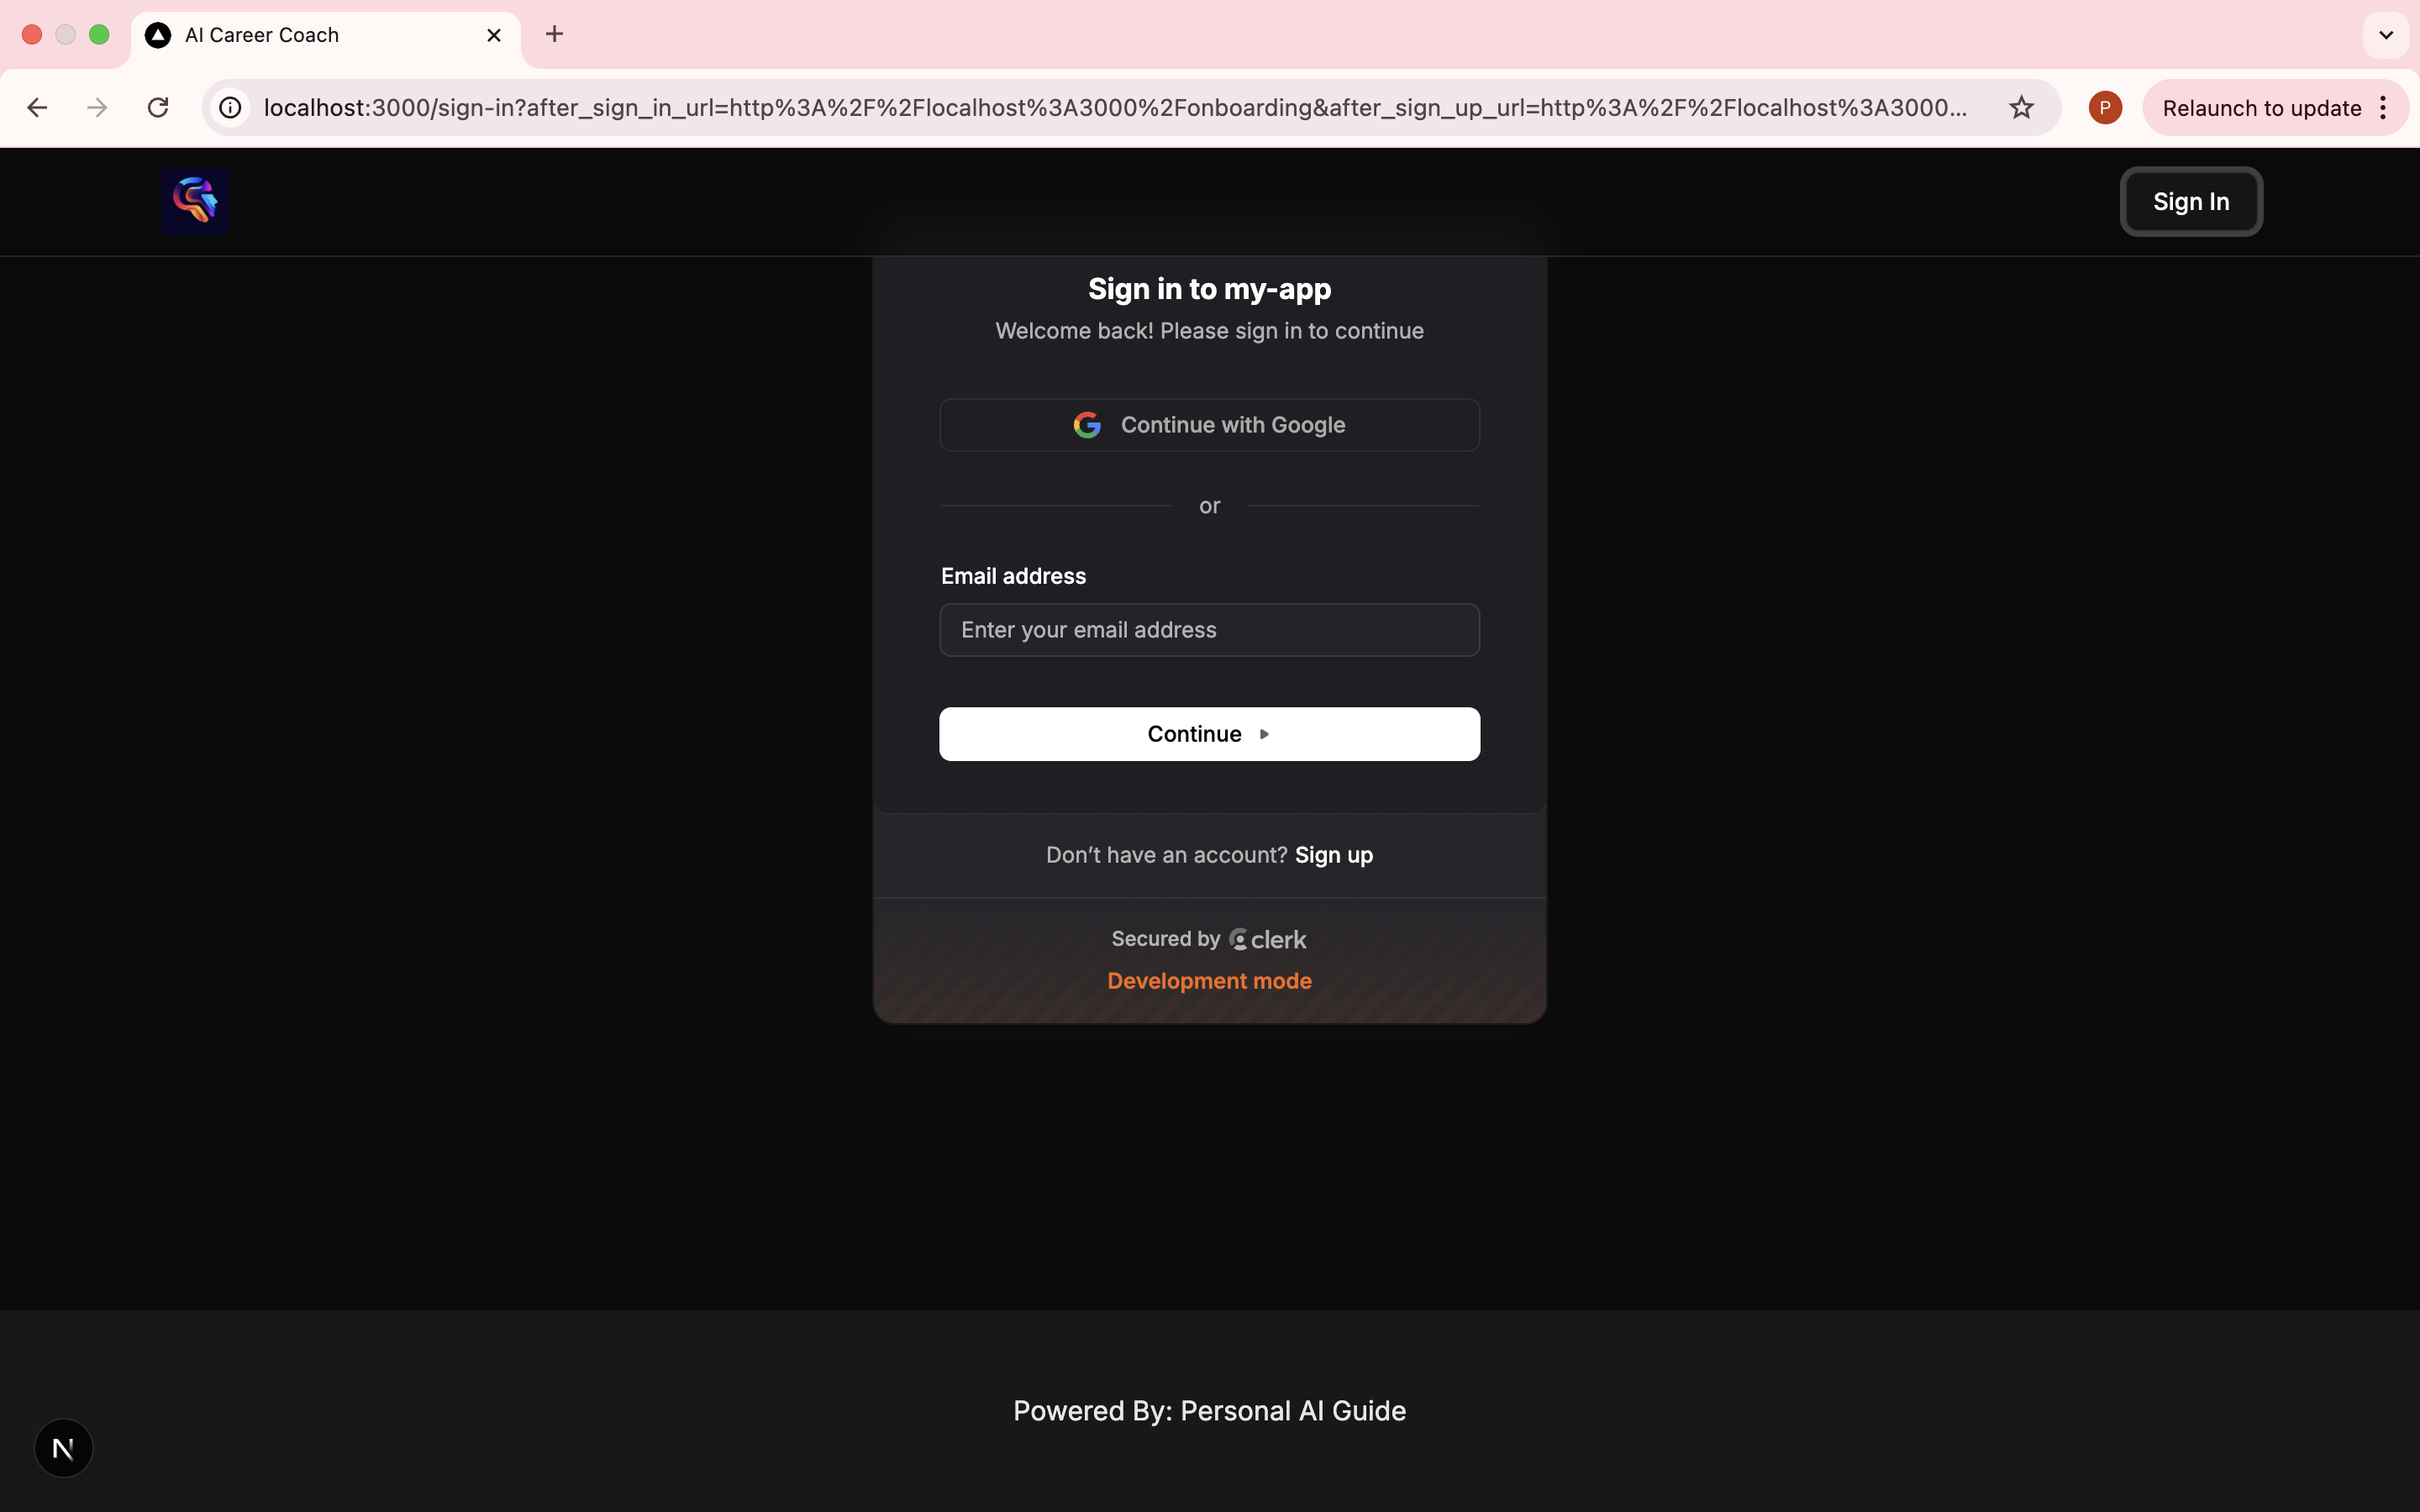 AI Career Coach
localhost:3000/sign-in?after_sign_in_url=http%3A%2F%2Flocalhost%3A3000%2Fonboarding&after_sign_up_url=http%3A%2F%2Flocalhost%3A3000...
P
Relaunch to update
Sign In
Sign in to my-app
Welcome back! Please sign in to continue
Continue with Google
or
Email address
Enter your email address
Continue
Don’t have an account? Sign up
Secured by clerk
Development mode
Powered By: Personal AI Guide
N